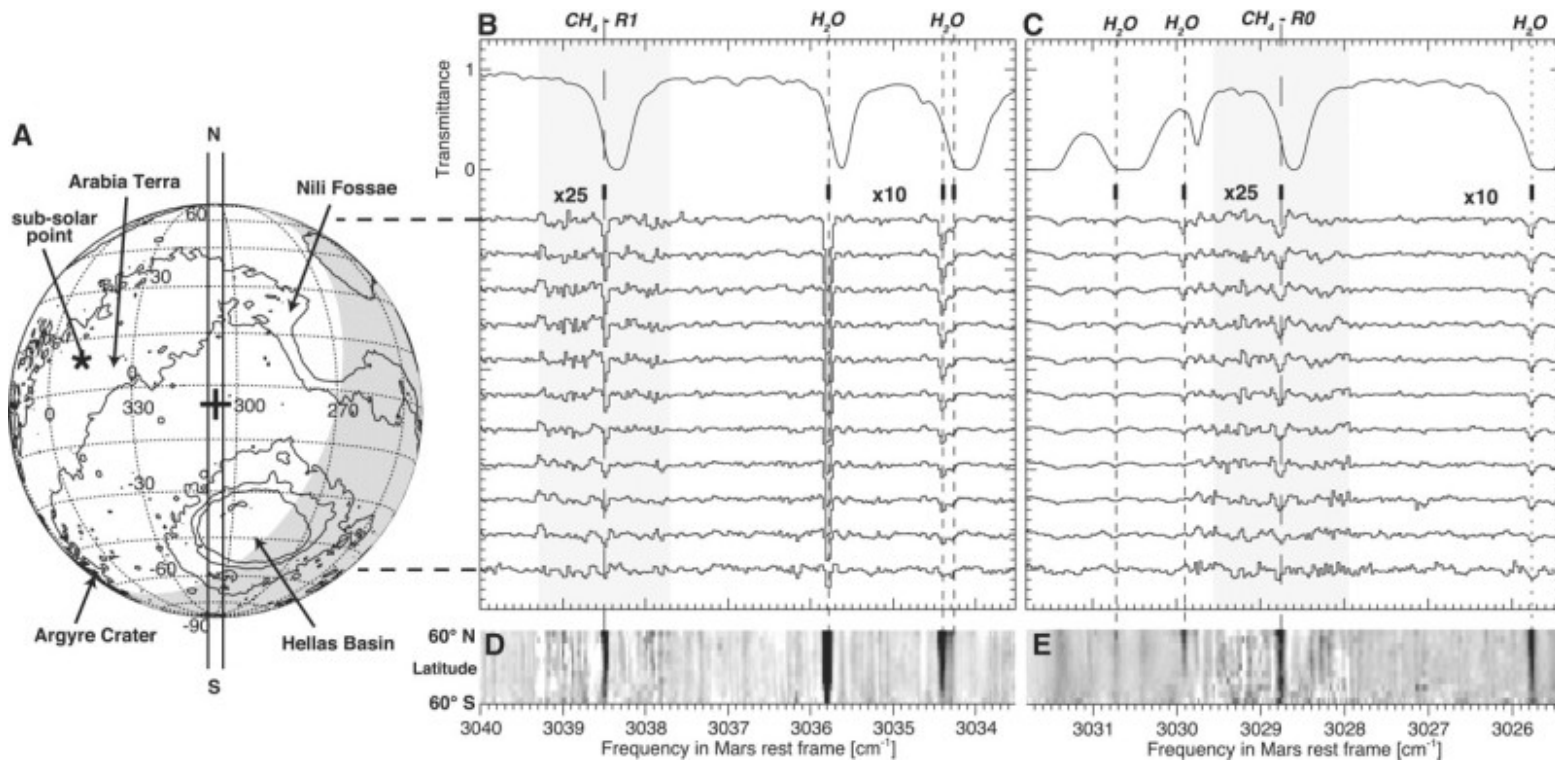 A
N
Arabia Terra
sub-solar
point
Nili Fossae
60
30
0
0
330
300
270
-30
-60
-90
Argyre Crater
Hellas Basin
S
B
CH4 - R1
H2O
H2O
Transmittance
1
0
x25
x10
C
H2O
H2O
CH4 - R0
H2O
x25
x10
D
60° N
Latitude
60° S
3040 3039 3038 3037 3036 3035 3034
Frequency in Mars rest frame [cm-1]
E
3031 3030 3029 3028 3027 3026
Frequency in Mars rest frame [cm-1]